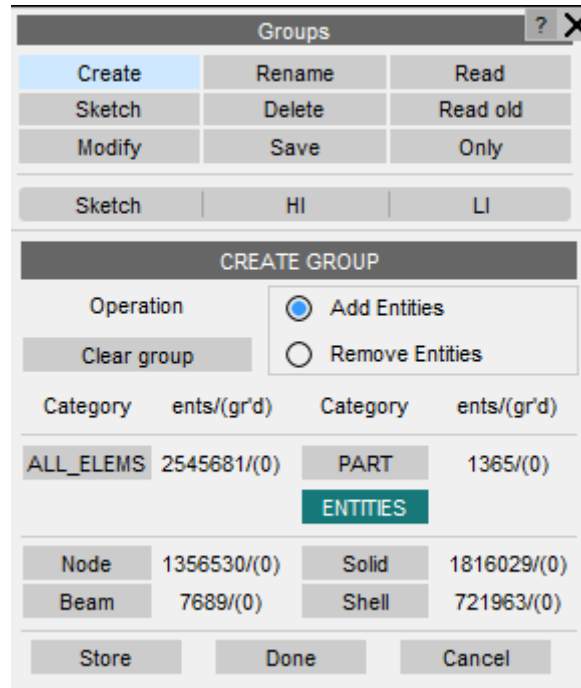 Groups ?
Create Rename Read
Sketch Delete Read old
Modify Save Only
Sketch HI LI
CREATE GROUP
Operation Add Entities
Clear group Remove Entities
Category ents/(gr'd) Category ents/(gr'd)
ALL_ELEMS 2545681/(0) PART 1365/(0)
ENTITIES
Node 1356530/(0) Solid 1816029/(0)
Beam 7689/(0) Shell 721963/(0)
Store Done Cancel